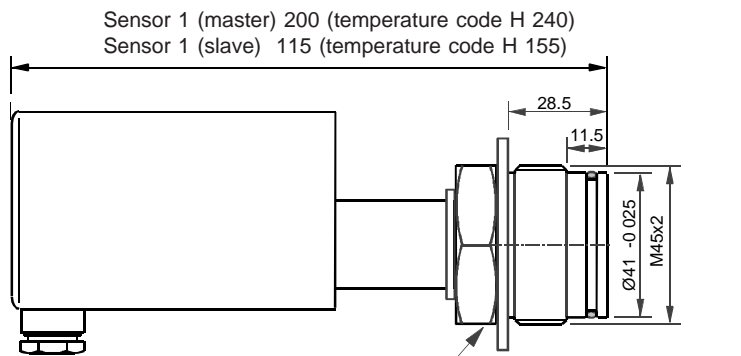 Sensor 1 (master) 200 (temperature code H 240)
Sensor 1 (slave) 115 (temperature code H 155)
28.5
11.5
Ø41 -0 025
M45x2